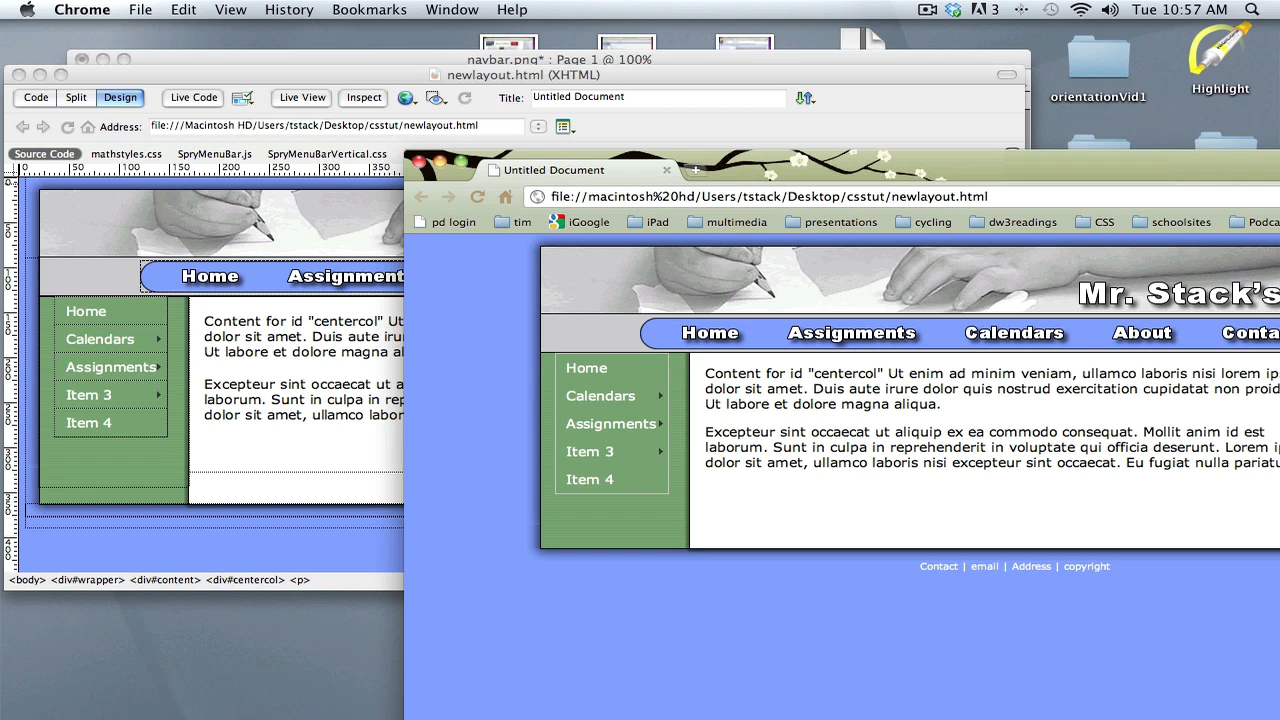 Chrome File Edit View History Bookmarks Window Help
3 Tue 10:57 AM
navbar.png* : Page 1 @ 100%
newlayout.html (XHTML)
Code Split Design Live Code Live View Inspect Title: Untitled Document
Address: file:///Macintosh HD/Users/tstack/Desktop/csstut/newlayout.html
Source Code mathstyles.css SpryMenuBar.js SpryMenuBarVertical.css
0 50 100 150 200 250 300 350
orientationVid1
Highlight
Home Assignment
Home
Calendars
Assignments
Item 3
Item 4
Content for id "centercol" Ut
dolor sit amet. Duis aute iru
Ut labore et dolore magna al
Excepteur sint occaecat ut a
laborum. Sunt in culpa in rep
dolor sit amet, ullamco labor
<body> <div#wrapper> <div#content> <div#centercol> <p>
Untitled Document
file://macintosh%20hd/Users/tstack/Desktop/csstut/newlayout.html
pd login tim iGoogle iPad multimedia presentations cycling dw3readings CSS schoolsites Podca
Mr. Stack's
Home Assignments Calendars About Conta
Home
Calendars
Assignments
Item 3
Item 4
Content for id "centercol" Ut enim ad minim veniam, ullamco laboris nisi lorem ip
dolor sit amet. Duis aute irure dolor quis nostrud exercitation cupidatat non proid
Ut labore et dolore magna aliqua.
Excepteur sint occaecat ut aliquip ex ea commodo consequat. Mollit anim id est
laborum. Sunt in culpa in reprehenderit in voluptate qui officia deserunt. Lorem ip
dolor sit amet, ullamco laboris nisi excepteur sint occaecat. Eu fugiat nulla pariatu
Contact | email | Address | copyright